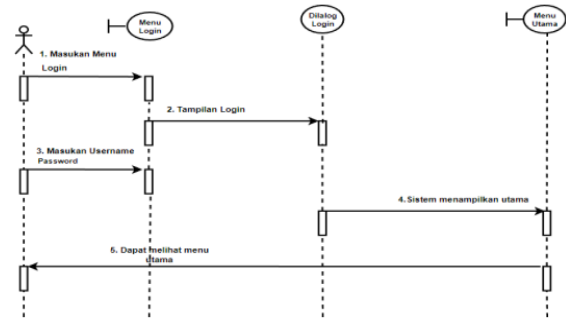 Menu
Login
Dilalog
Login
Menu
Utama
1. Masukan Menu
Login
2. Tampilan Login
3. Masukan Username
Password
4.Sistem menampilkan utama
5. Dapat melihat menu
utama